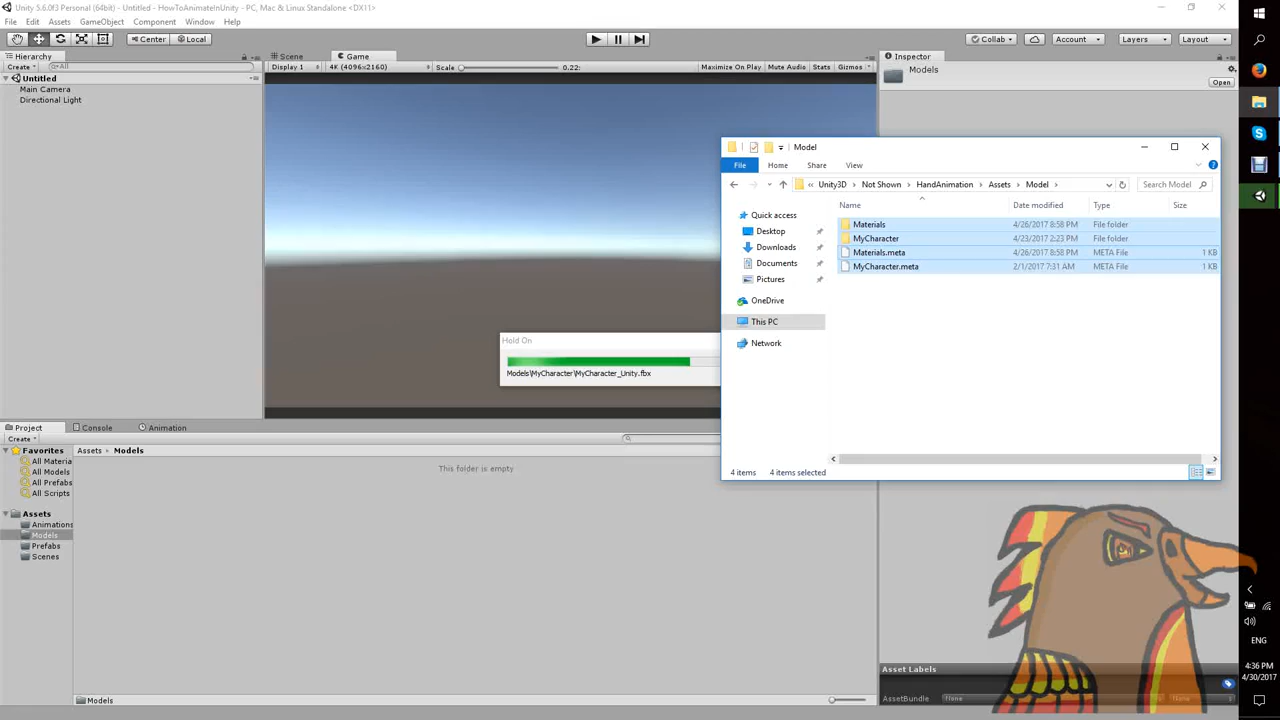 Unity 5.6.0f3 Personal (64bit) - Untitled - HowToAnimateInUnity - PC, Mac & Linux Standalone <DX11>
File Edit Assets GameObject Component Window Help
Center Local
Collab Account Layers Layout
Hierarchy
Create All
Untitled
Main Camera
Directional Light
Scene Game
Display 1 4K (4096x2160) Scale 0.22: Maximize On Play Mute Audio Stats Gizmos
Inspector
Models
Open
Model
File Home Share View
Unity3D Not Shown HandAnimation Assets Model Search Model
Name Date modified Type Size
Materials 4/26/2017 8:58 PM File folder
MyCharacter 4/23/2017 2:23 PM File folder
Materials.meta 4/26/2017 8:58 PM META File 1 KB
MyCharacter.meta 2/1/2017 7:31 AM META File 1 KB
Quick access
Desktop
Downloads
Documents
Pictures
OneDrive
This PC
Network
4 items 4 items selected
Hold On
Models\MyCharacter\MyCharacter_Unity.fbx
Project Console Animation
Create
Favorites
All Materia
All Models
All Prefabs
All Scripts
Assets
Animations
Models
Prefabs
Scenes
Assets Models
This folder is empty
Models
Asset Labels
AssetBundle None None
ENG
4:36 PM
4/30/2017